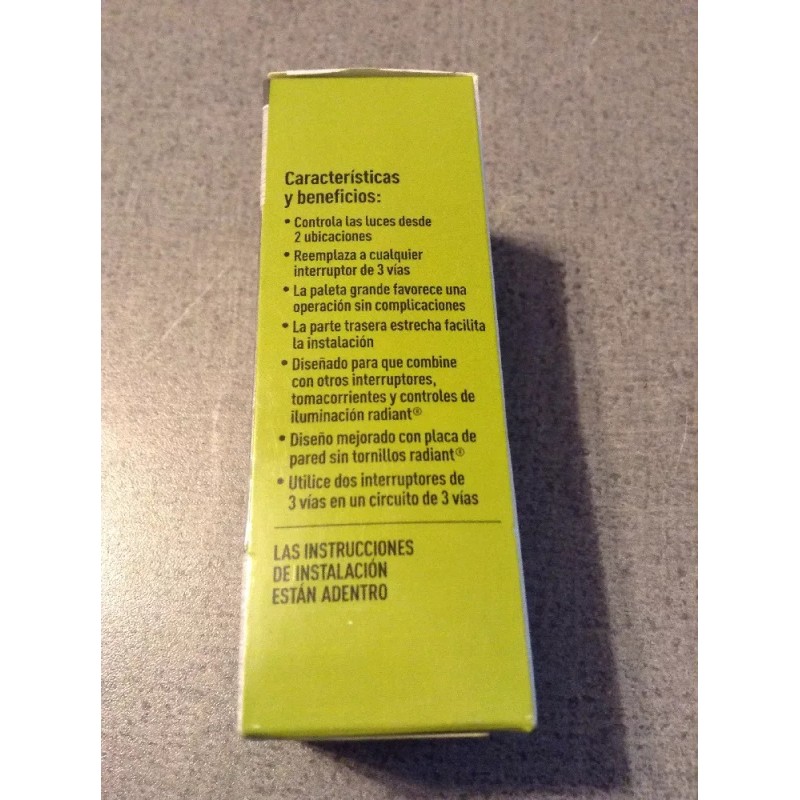 Características
y beneficios:
• Controla las luces desde
2 ubicaciones
• Reemplaza a cualquier
interruptor de 3 vías
• La paleta grande favorece una
operación sin complicaciones
• La parte trasera estrecha facilita
la instalación
• Diseñado para que combine
con otros interruptores,
tomacorrientes y controles de
iluminación radiant®
• Diseño mejorado con placa de
pared sin tornillos radiant®
• Utilice dos interruptores de
3 vías en un circuito de 3 vías
LAS INSTRUCCIONES
DE INSTALACIÓN
ESTÁN ADENTRO